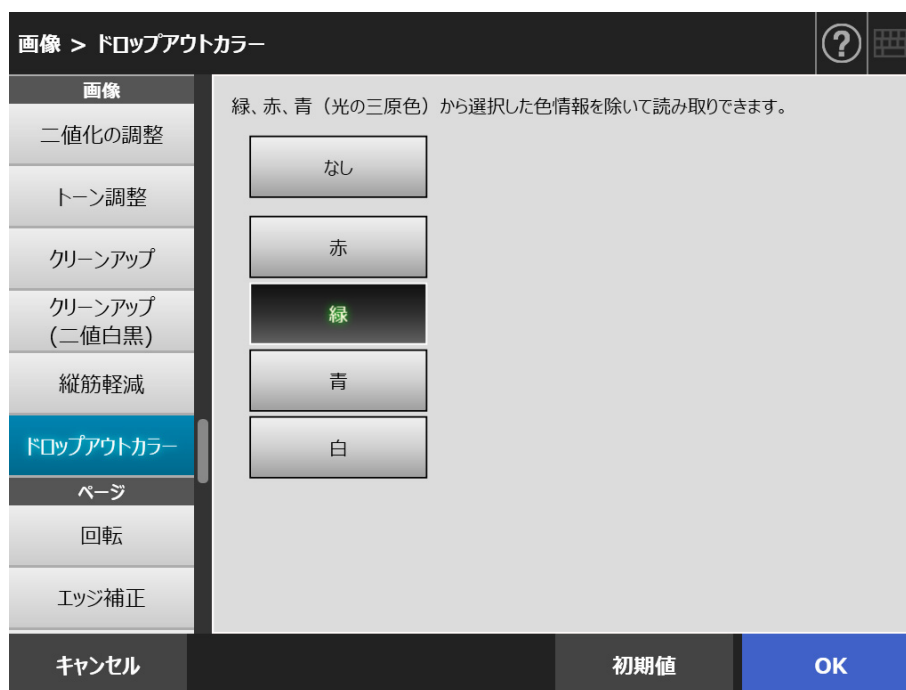 画像 > ドロップアウトカラー
?
画像
二値化の調整
トーン調整
クリーンアップ
クリーンアップ
(二値白黒)
縦筋軽減
ドロップアウトカラー
ページ
回転
エッジ補正
緑、赤、青（光の三原色）から選択した色情報を除いて読み取りできます。
なし
赤
緑
青
白
キャンセル
初期値
OK